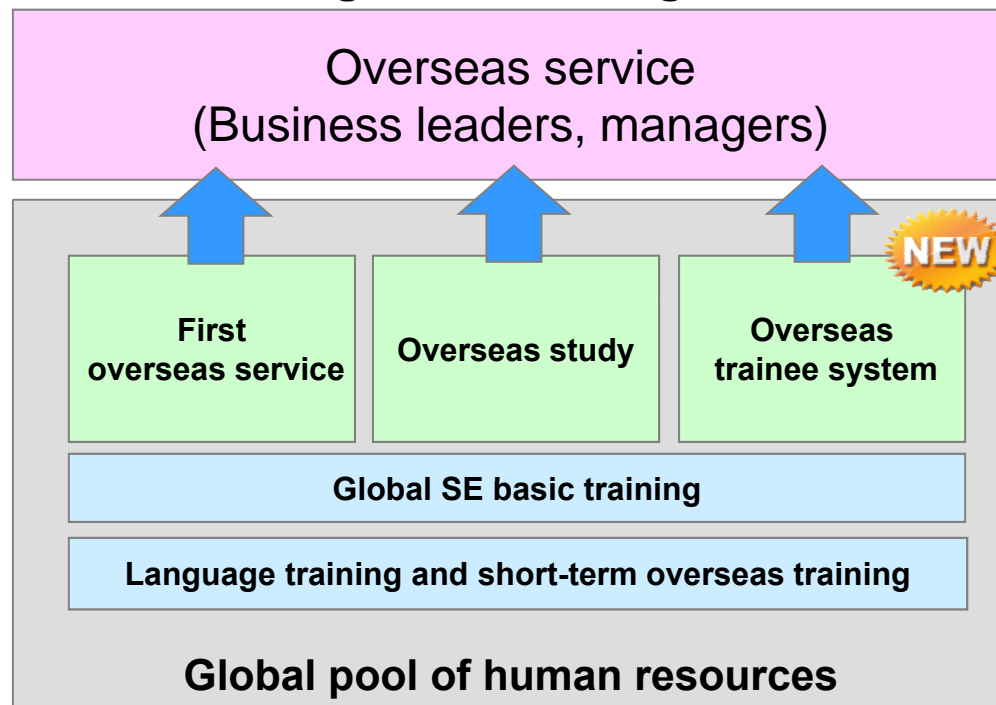 Overseas service
(Business leaders, managers)
NEW
First
overseas service
Overseas study
Overseas
trainee system
Global SE basic training
Language training and short-term overseas training
Global pool of human resources